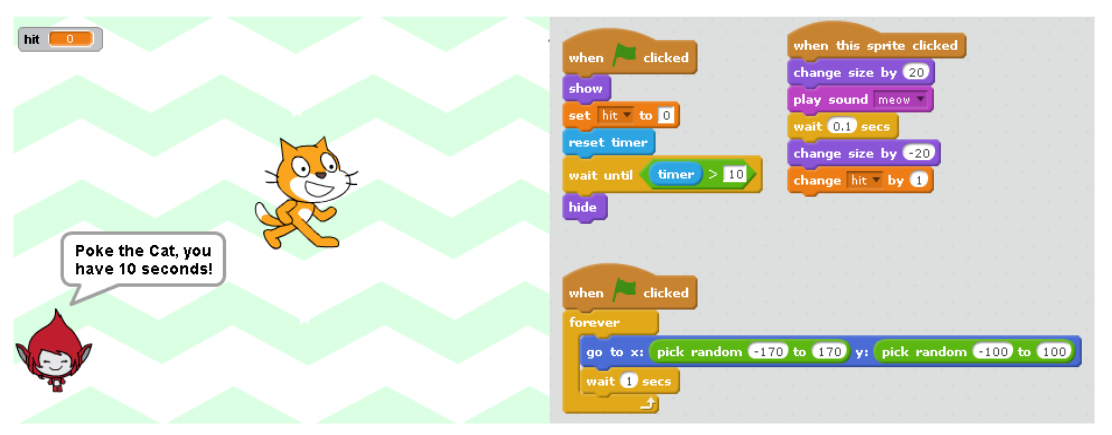 hit 0
Poke the Cat, you
have 10 seconds!
when clicked
show
set hit to 0
reset timer
wait until timer > 10
hide
when this sprite clicked
change size by 20
play sound meow
wait 0.1 secs
change size by -20
change hit by 1
when clicked
forever
go to x: pick random -170 to 170 y: pick random -100 to 100
wait 1 secs